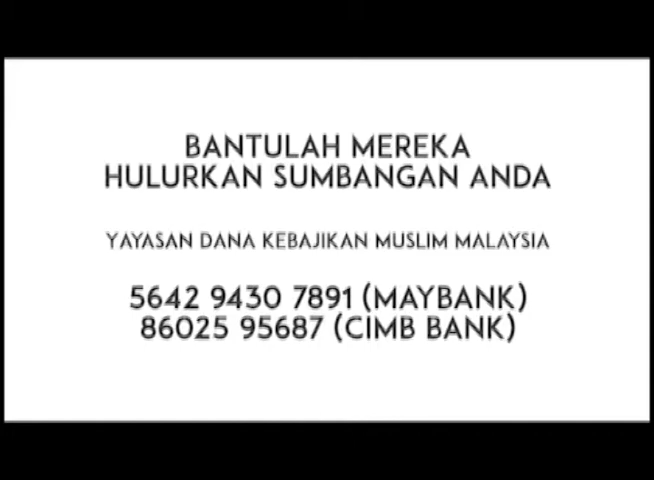 BANTULAH MEREKA
HULURKAN SUMBANGAN ANDA
YAYASAN DANA KEBAJIKAN MUSLIM MALAYSIA
5642 9430 7891 (MAYBANK)
86025 95687 (CIMB BANK)